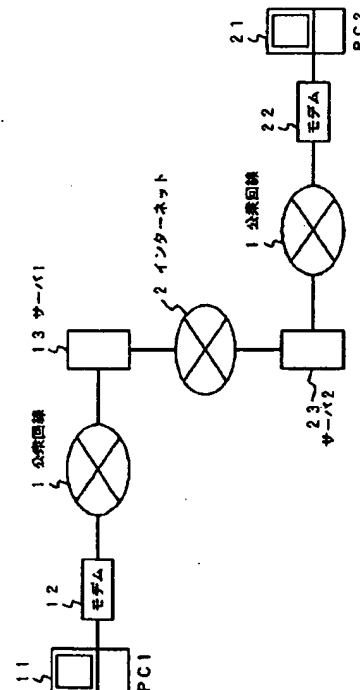 11
PC1
12
モデム
1 公衆回線
13 サーバ1
2 インターネット
23
サーバ2
1 公衆回線
22
モデム
21
PC2